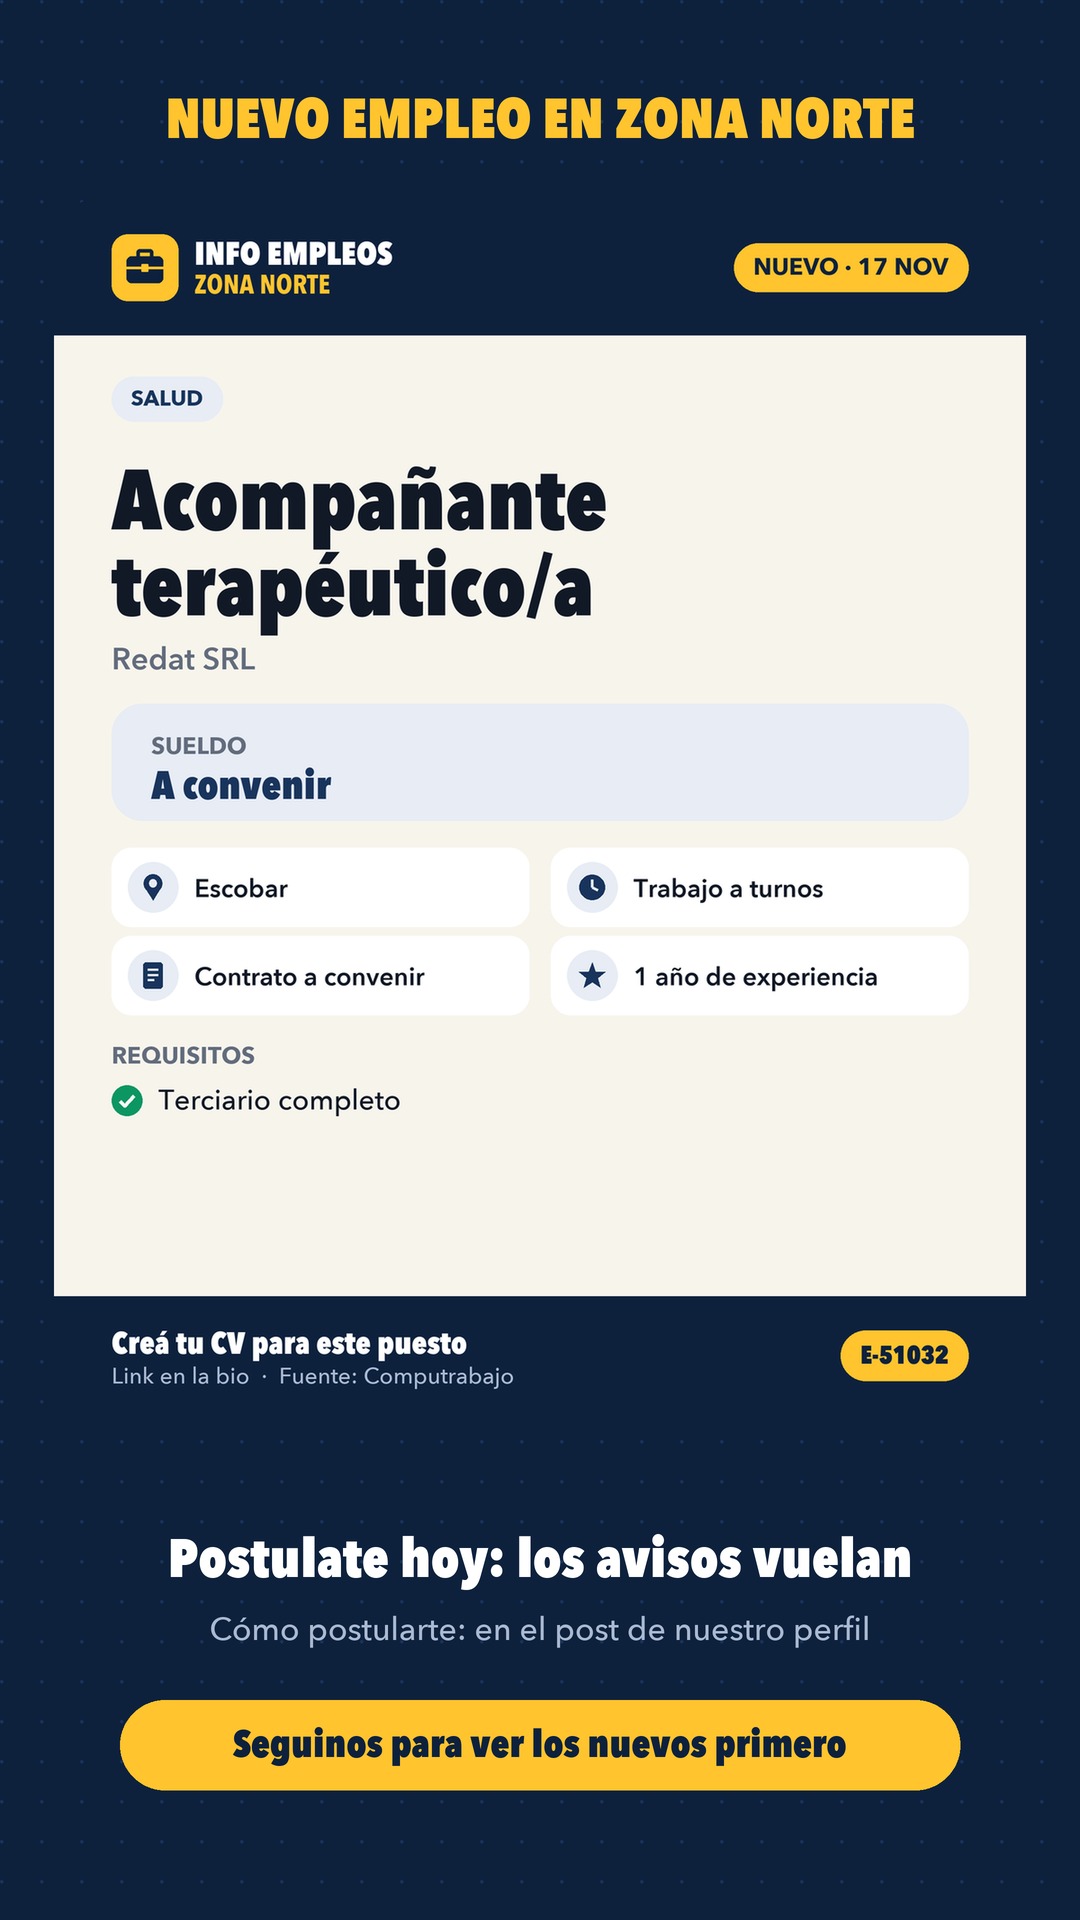 NUEVO EMPLEO EN ZONA NORTE
INFO EMPLEOS
ZONA NORTE
NUEVO · 17 NOV
SALUD
Acompañante
terapéutico/a
Redat SRL
SUELDO
A convenir
Escobar
Trabajo a turnos
Contrato a convenir
1 año de experiencia
REQUISITOS
Terciario completo
Creá tu CV para este puesto
Link en la bio · Fuente: Computrabajo
E-51032
Postulate hoy: los avisos vuelan
Cómo postularte: en el post de nuestro perfil
Seguinos para ver los nuevos primero